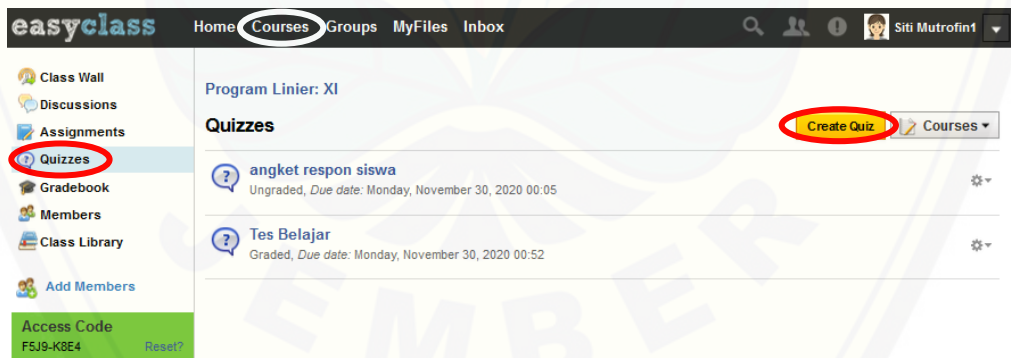 easyclass Home Courses Groups MyFiles Inbox Siti Mutrofin1
Class Wall
Discussions
Assignments
Quizzes
Gradebook
Members
Class Library
Add Members
Access Code
F5J9-K8E4 Reset?
Program Linier: XI
Quizzes
Create Quiz Courses
angket respon siswa
Ungraded, Due date: Monday, November 30, 2020 00:05
Tes Belajar
Graded, Due date: Monday, November 30, 2020 00:52
JEMBER